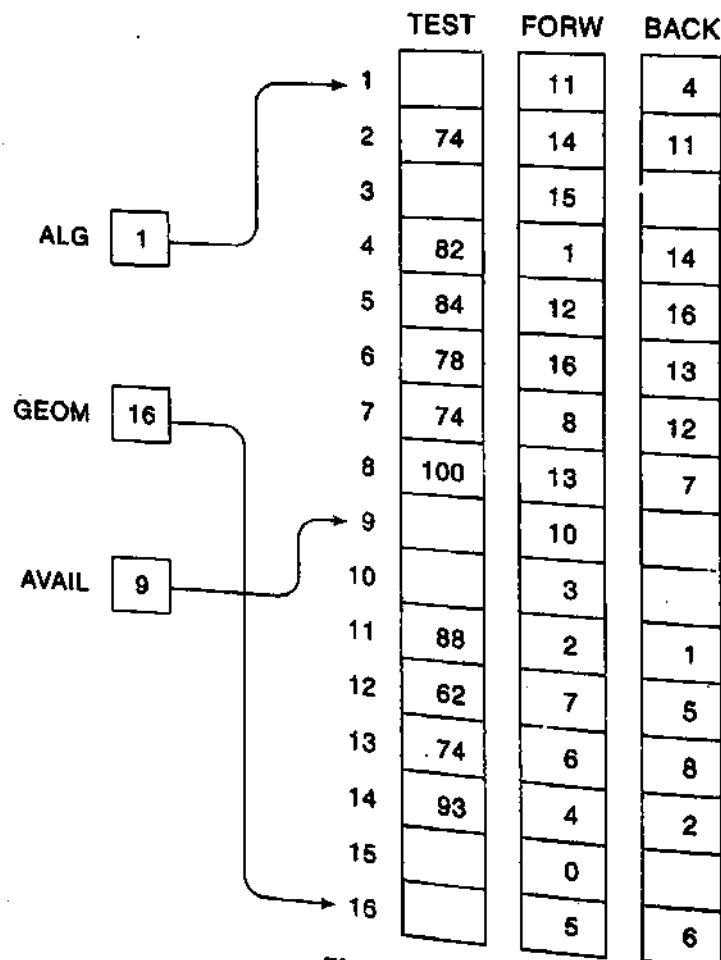 TEST FORW BACK
1 11 4
2 74 14 11
3 15
ALG 1
4 82 1 14
5 84 12 16
6 78 16 13
GEOM 16
7 74 8 12
8 100 13 7
9 10
AVAIL 9
10 3
11 88 2 1
12 62 7 5
13 74 6 8
14 93 4 2
15 0
16 5 6